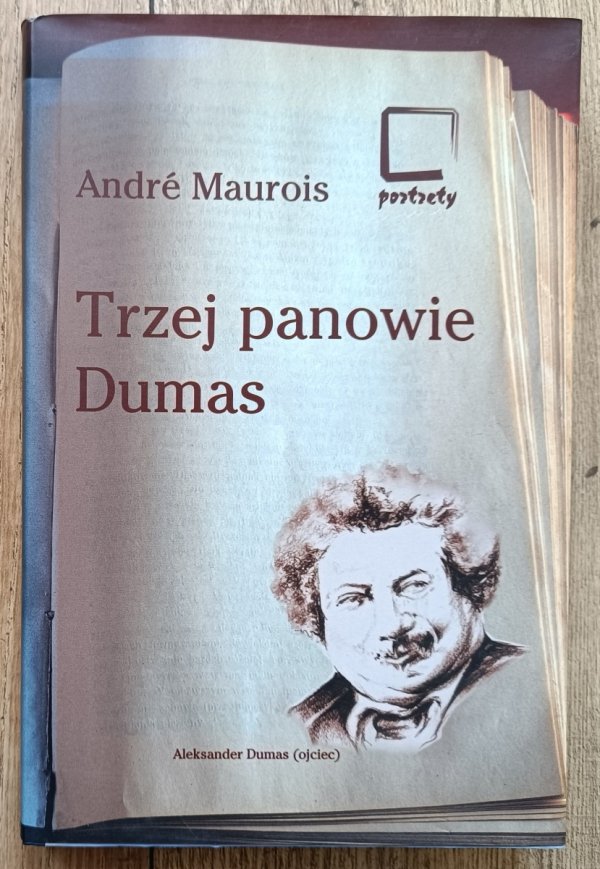 André Maurois
portrety
Trzej panowie
Dumas
Aleksander Dumas (ojciec)